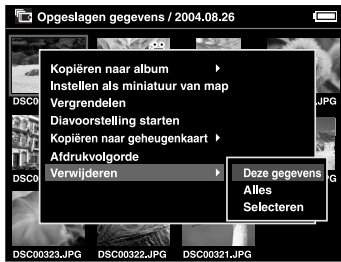 Opgeslagen gegevens / 2004.08.26
Kopiëren naar album
Instellen als miniatuur van map
Vergrendelen
Diavoorstelling starten
Kopiëren naar geheugenkaart
Afdrukvolgorde
Verwijderen
Deze gegevens
Alles
Selecteren
DSC0
.JPG
DSC0
JPG
DSC00323.JPG
DSC00322.JPG
DSC00321.JPG